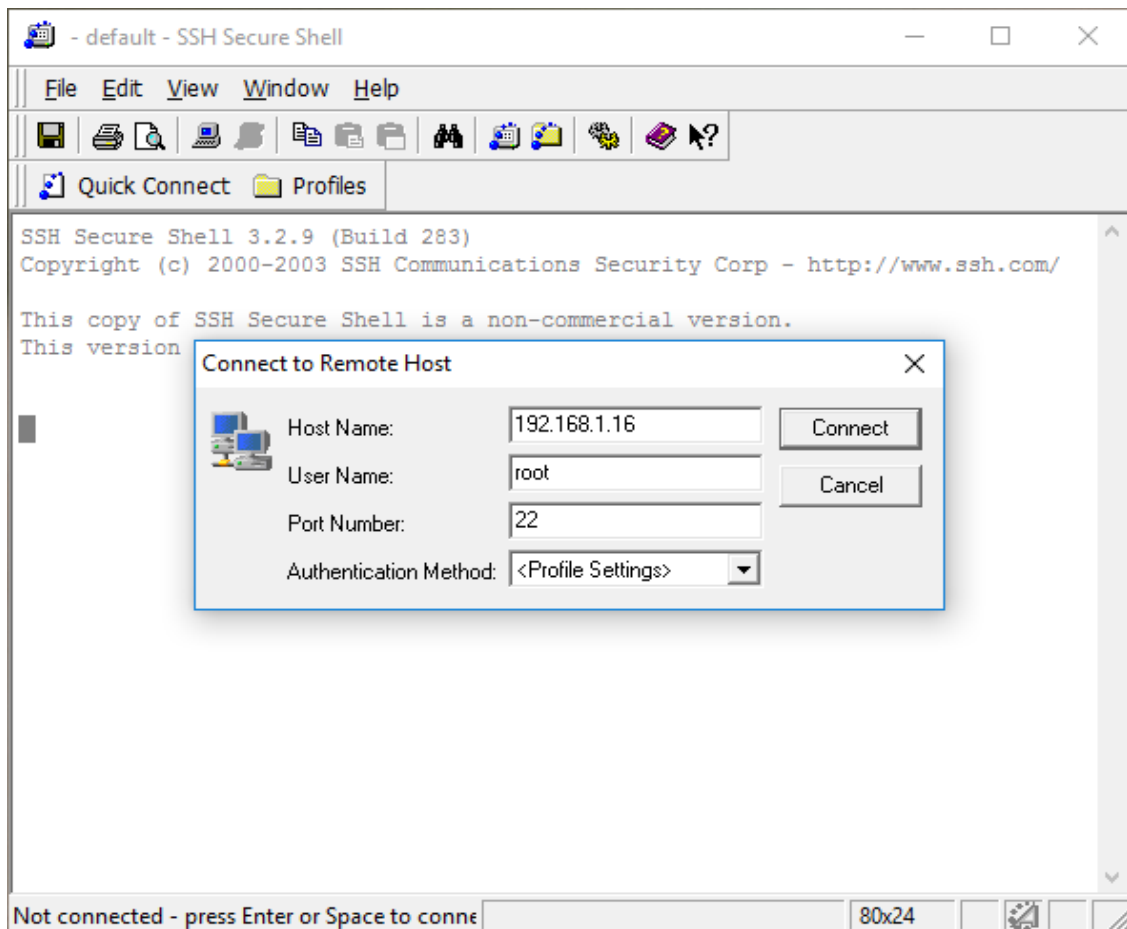 - default - SSH Secure Shell
File Edit View Window Help
Quick Connect Profiles
SSH Secure Shell 3.2.9 (Build 283)
Copyright (c) 2000-2003 SSH Communications Security Corp - http://www.ssh.com/
This copy of SSH Secure Shell is a non-commercial version.
This version
Connect to Remote Host
Host Name: 192.168.1.16 Connect
User Name: root Cancel
Port Number: 22
Authentication Method: <Profile Settings>
Not connected - press Enter or Space to conne 80x24